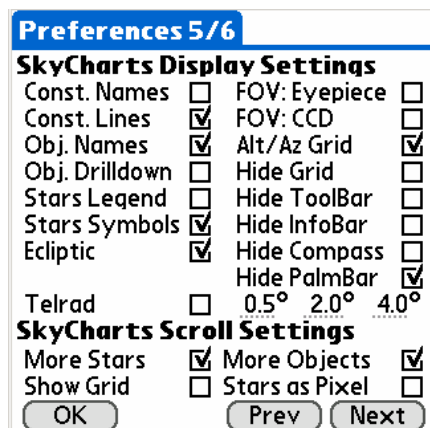 Preferences 5/6
SkyCharts Display Settings
Const. Names FOV: Eyepiece
Const. Lines FOV: CCD
Obj. Names Alt/Az Grid
Obj. Drilldown Hide Grid
Stars Legend Hide ToolBar
Stars Symbols Hide InfoBar
Ecliptic Hide Compass
Hide PalmBar
Telrad 0.5° 2.0° 4.0°
SkyCharts Scroll Settings
More Stars More Objects
Show Grid Stars as Pixel
OK Prev Next